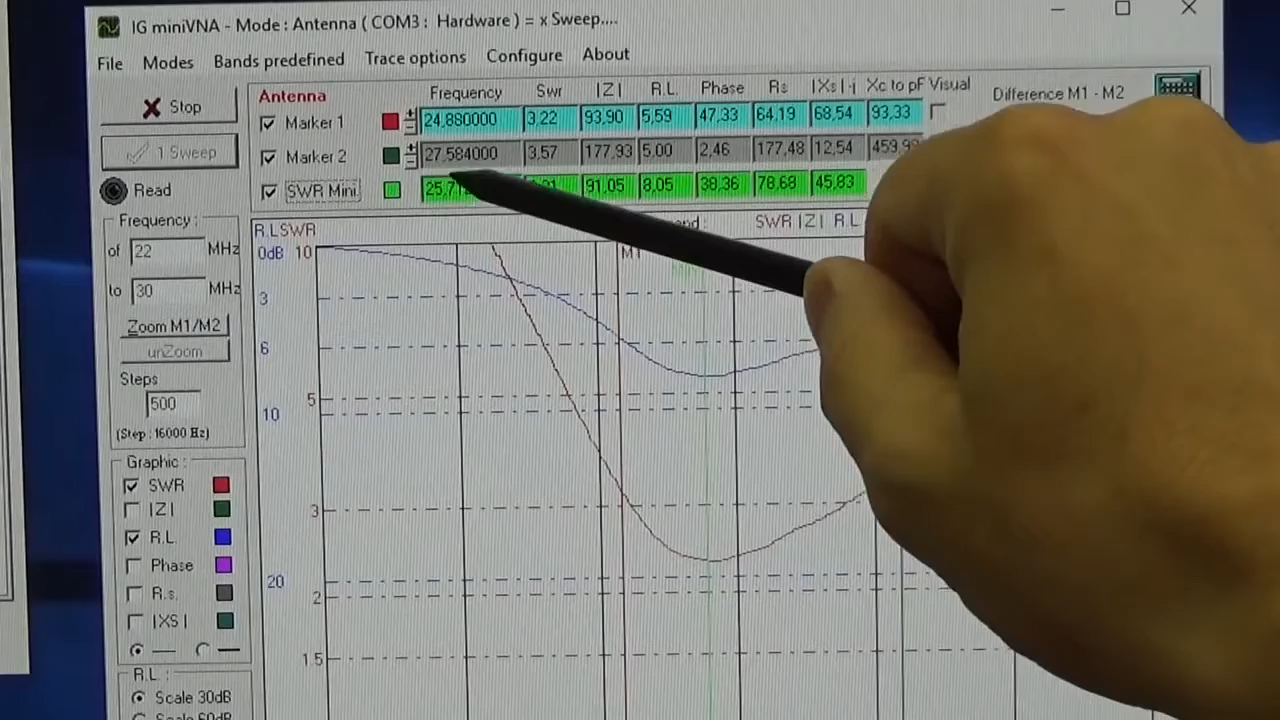 IG miniVNA - Mode : Antenna ( COM3 : Hardware ) = x Sweep....
File Modes Bands predefined Trace options Configure About
Stop
1 Sweep
Read
Frequency :
of 22 MHz
to 30 MHz
Zoom M1/M2
unZoom
Steps
500
(Step : 16000 Hz)
Graphic :
SWR
|Z|
R.L.
Phase
R.s.
|XS|
R.L. :
Scale 30dB
Antenna Frequency Swr |Z| R.L. Phase Rs |Xs|-j Xc to pF Visual
Marker 1 24,880000 3,22 93,90 5,59 47,33 64,19 68,54 93,33
Marker 2 27,584000 3,57 177,93 5,00 2,46 177,48 12,54
SWR Mini 91,05 8,05 38,36 78,68 45,83
Difference M1 - M2
R.L SWR
SWR |Z| R.L
M1
0dB 10
3
6
5
10
3
20
2
1.5